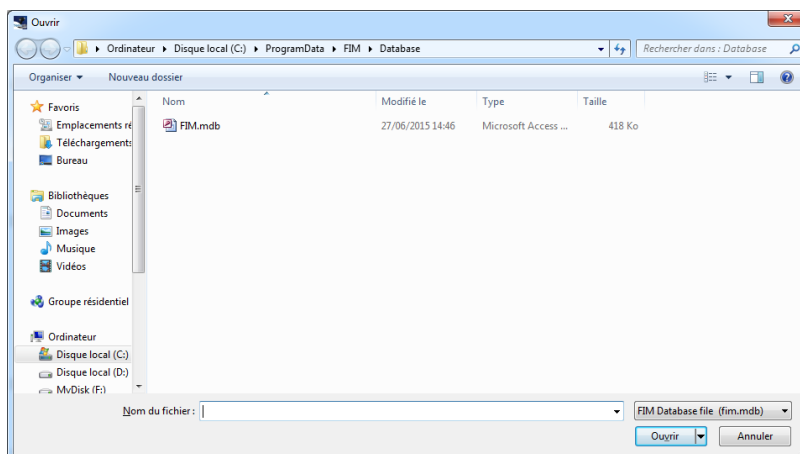 Ouvrir
Ordinateur Disque local (C:) ProgramData FIM Database
Rechercher dans : Database
Organiser Nouveau dossier
Nom Modifié le Type Taille
FIM.mdb 27/06/2015 14:46 Microsoft Access ... 418 Ko
Favoris
Emplacements ré
Téléchargements
Bureau
Bibliothèques
Documents
Images
Musique
Vidéos
Groupe résidentiel
Ordinateur
Disque local (C:)
Disque local (D:)
MyDisk (F:)
Nom du fichier :
FIM Database file (fim.mdb)
Ouvrir Annuler